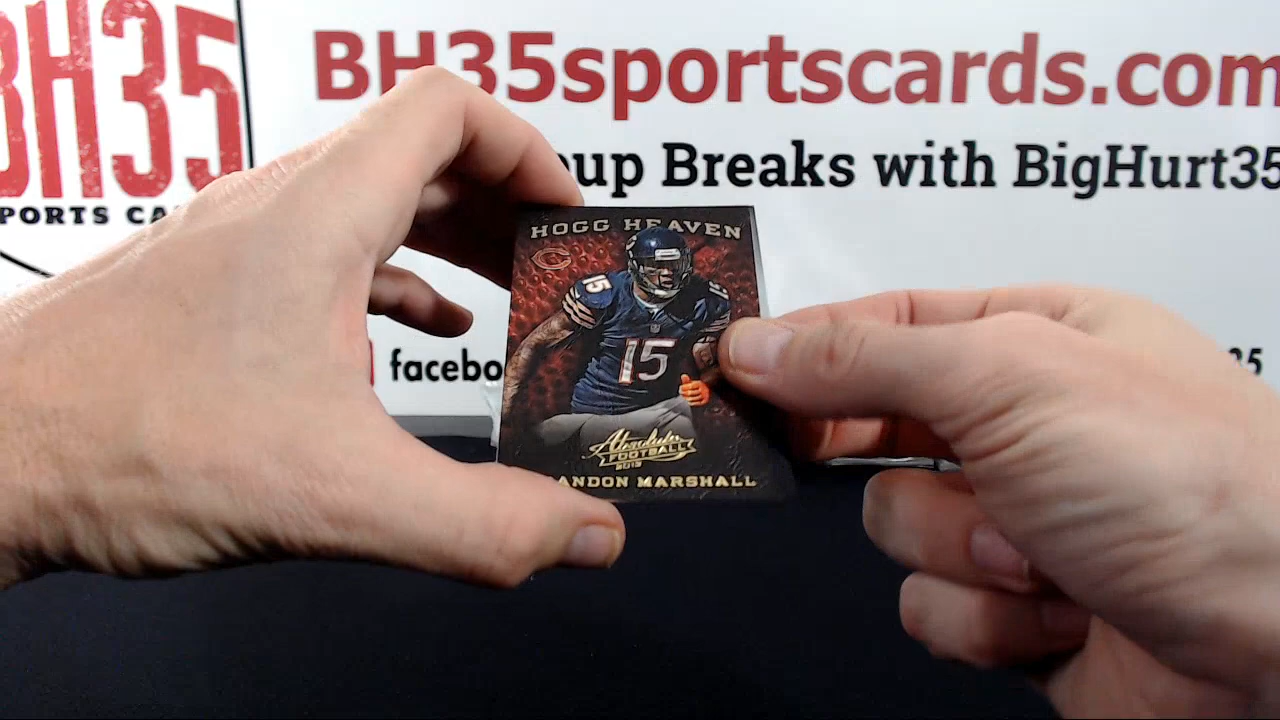 BH35
PORTS CA
BH35sportscards.com
oup Breaks with BigHurt35
facebo
35
HOGG HEAVEN
C
15
15
Absolute
FOOTBALL
2013
ANDON MARSHALL